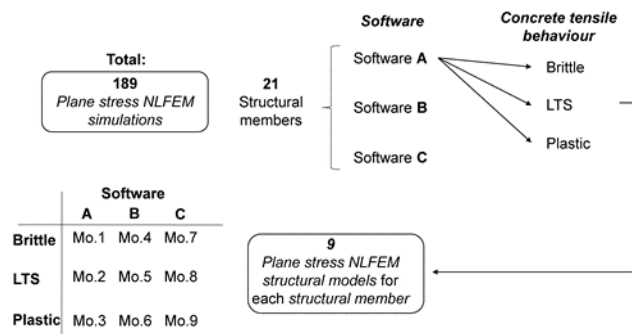 Software
Concrete tensile
behaviour
Total:
189
Plane stress NLFEM
simulations
21
Structural
members
Software A
Software B
Software C
Brittle
LTS
Plastic
Software
A B C
Brittle Mo.1 Mo.4 Mo.7
LTS Mo.2 Mo.5 Mo.8
Plastic Mo.3 Mo.6 Mo.9
9
Plane stress NLFEM
structural models for
each structural member